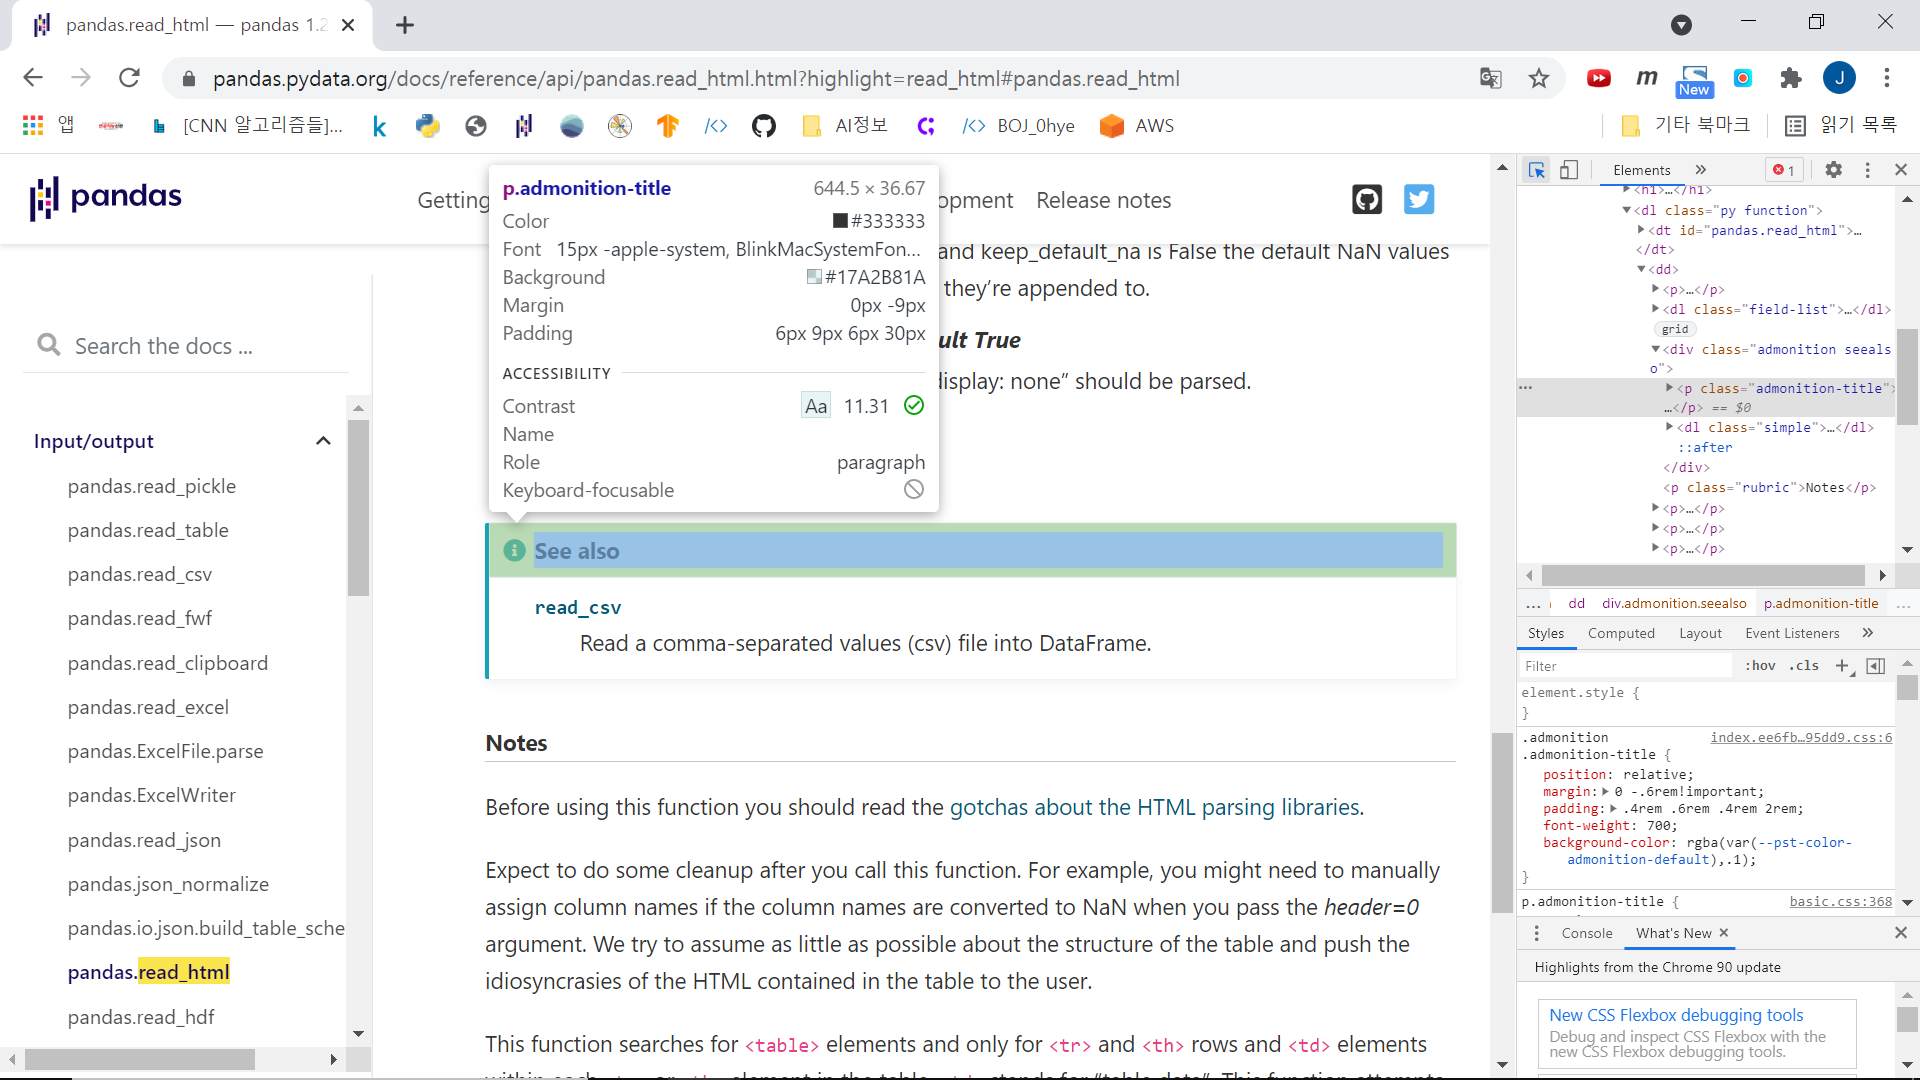 pandas.read_html — pandas 1.2
pandas.pydata.org/docs/reference/api/pandas.read_html.html?highlight=read_html#pandas.read_html
m
New
J
앱
[CNN 알고리즘들]...
AI정보
BOJ_0hye
AWS
기타 북마크
읽기 목록
pandas
Getting
opment
Release notes
p.admonition-title 644.5 × 36.67
Color #333333
Font 15px -apple-system, BlinkMacSystemFon...
Background #17A2B81A
Margin 0px -9px
Padding 6px 9px 6px 30px
ACCESSIBILITY
Contrast Aa 11.31
Name
Role paragraph
Keyboard-focusable
and keep_default_na is False the default NaN values
they're appended to.
ult True
display: none” should be parsed.
Search the docs ...
Input/output
pandas.read_pickle
pandas.read_table
pandas.read_csv
pandas.read_fwf
pandas.read_clipboard
pandas.read_excel
pandas.ExcelFile.parse
pandas.ExcelWriter
pandas.read_json
pandas.json_normalize
pandas.io.json.build_table_sche
pandas.read_html
pandas.read_hdf
See also
read_csv
Read a comma-separated values (csv) file into DataFrame.
Notes
Before using this function you should read the gotchas about the HTML parsing libraries.
Expect to do some cleanup after you call this function. For example, you might need to manually
assign column names if the column names are converted to NaN when you pass the header=0
argument. We try to assume as little as possible about the structure of the table and push the
idiosyncrasies of the HTML contained in the table to the user.
This function searches for <table> elements and only for <tr> and <th> rows and <td> elements
Elements
1
<h1>…</h1>
<dl class="py function">
<dt id="pandas.read_html">…
</dt>
<dd>
<p>…</p>
<dl class="field-list">…</dl>
grid
<div class="admonition seeals
o">
<p class="admonition-title">
…</p> == $0
<dl class="simple">…</dl>
::after
</div>
<p class="rubric">Notes</p>
<p>…</p>
<p>…</p>
<p>…</p>
... dd div.admonition.seealso p.admonition-title ...
Styles Computed Layout Event Listeners
Filter :hov .cls
element.style {
}
.admonition index.ee6fb…95dd9.css:6
.admonition-title {
position: relative;
margin: 0 -.6rem!important;
padding: .4rem .6rem .4rem 2rem;
font-weight: 700;
background-color: rgba(var(--pst-color-
admonition-default),.1);
}
p.admonition-title { basic.css:368
Console What's New
Highlights from the Chrome 90 update
New CSS Flexbox debugging tools
Debug and inspect CSS Flexbox with the
new CSS Flexbox debugging tools.